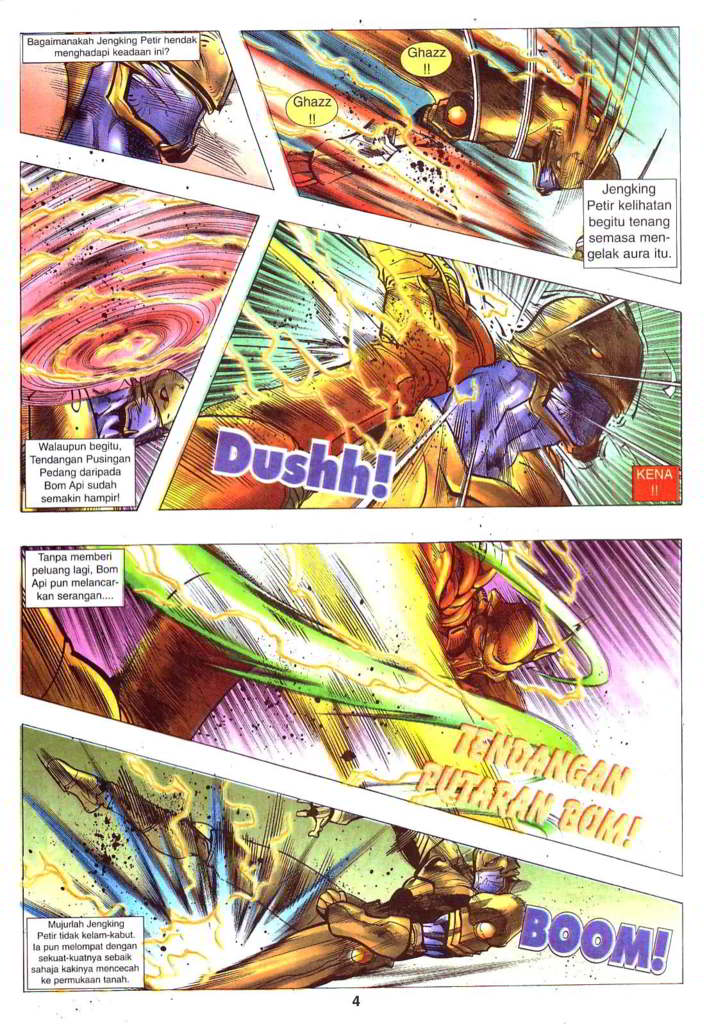 Bagaimanakah Jengking Petir hendak
menghadapi keadaan ini?
Ghazz
!!
Ghazz
!!
Jengking
Petir kelihatan
begitu tenang
semasa men-
gelak aura itu.
Walaupun begitu,
Tendangan Pusingan
Pedang daripada
Bom Api sudah
semakin hampir!
Dushh!
KENA
!!
Tanpa memberi
peluang lagi, Bom
Api pun melancar-
kan serangan....
TENDANGAN
PUTARAN BOM!
Mujurlah Jengking
Petir tidak kelam-kabut.
Ia pun melompat dengan
sekuat-kuatnya sebaik
sahaja kakinya mencecah
ke permukaan tanah.
BOOM!
4